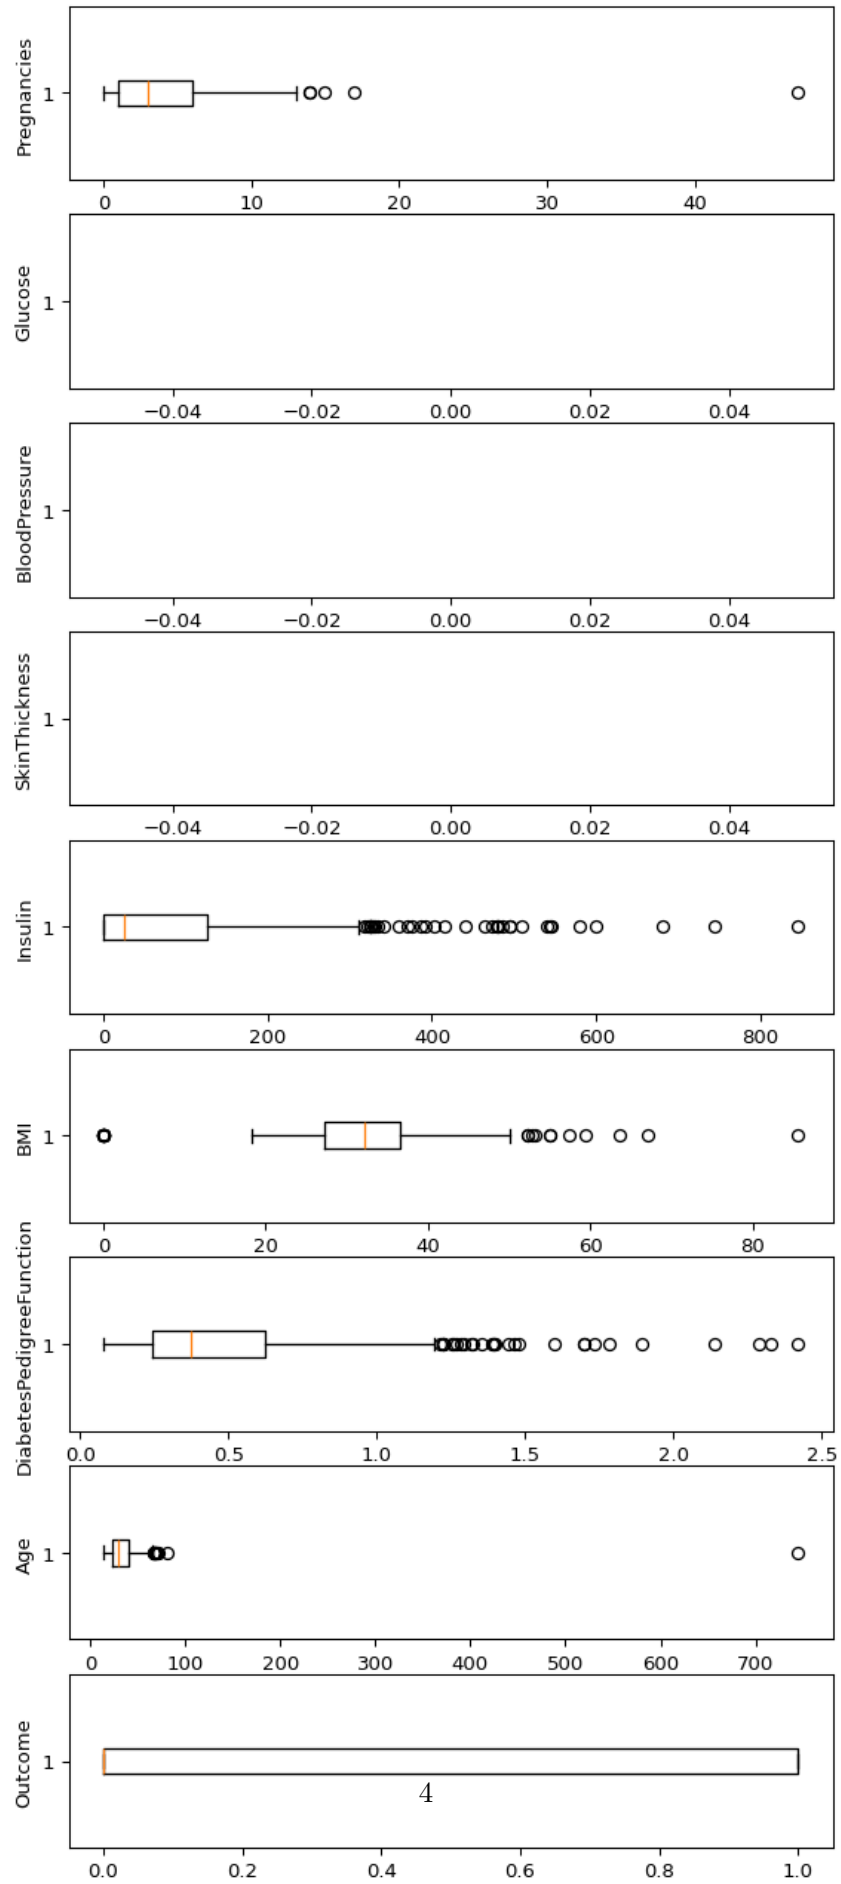 Pregnancies
1
0 10 20 30 40
Glucose
1
−0.04 −0.02 0.00 0.02 0.04
BloodPressure
1
−0.04 −0.02 0.00 0.02 0.04
SkinThickness
1
−0.04 −0.02 0.00 0.02 0.04
Insulin
1
0 200 400 600 800
BMI
1
0 20 40 60 80
DiabetesPedigreeFunction
1
0.0 0.5 1.0 1.5 2.0 2.5
Age
1
0 100 200 300 400 500 600 700
Outcome
1
4
0.0 0.2 0.4 0.6 0.8 1.0